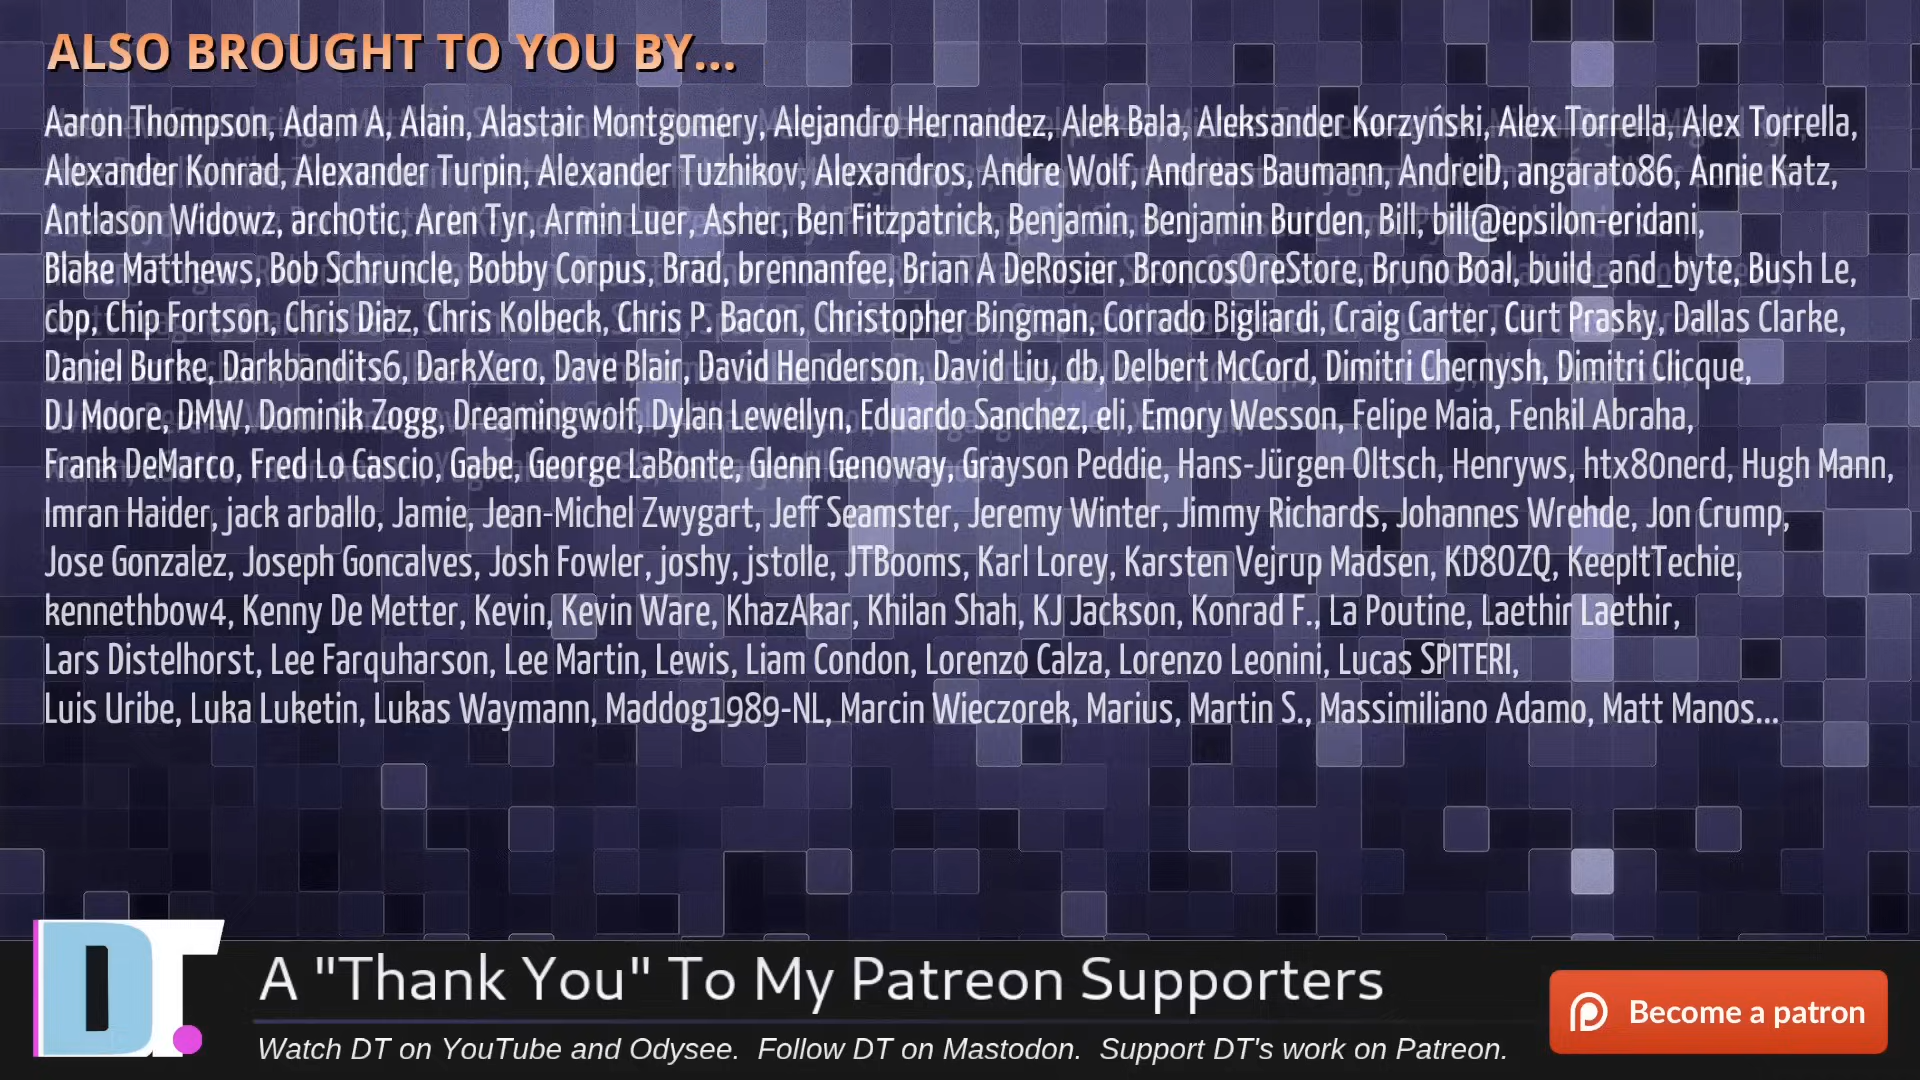 ALSO BROUGHT TO YOU BY...
Aaron Thompson, Adam A, Alain, Alastair Montgomery, Alejandro Hernandez, Alek Bala, Aleksander Korzyński, Alex Torrella, Alex Torrella,
Alexander Konrad, Alexander Turpin, Alexander Tuzhikov, Alexandros, Andre Wolf, Andreas Baumann, AndreiD, angarato86, Annie Katz,
Antlason Widowz, arch0tic, Aren Tyr, Armin Luer, Asher, Ben Fitzpatrick, Benjamin, Benjamin Burden, Bill, bill@epsilon-eridani,
Blake Matthews, Bob Schruncle, Bobby Corpus, Brad, brennanfee, Brian A DeRosier, BroncosOreStore, Bruno Boal, build_and_byte, Bush Le,
cbp, Chip Fortson, Chris Diaz, Chris Kolbeck, Chris P. Bacon, Christopher Bingman, Corrado Bigliardi, Craig Carter, Curt Prasky, Dallas Clarke,
Daniel Burke, Darkbandits6, DarkXero, Dave Blair, David Henderson, David Liu, db, Delbert McCord, Dimitri Chernysh, Dimitri Clicque,
DJ Moore, DMW, Dominik Zogg, Dreamingwolf, Dylan Lewellyn, Eduardo Sanchez, eli, Emory Wesson, Felipe Maia, Fenkil Abraha,
Frank DeMarco, Fred Lo Cascio, Gabe, George LaBonte, Glenn Genoway, Grayson Peddie, Hans-Jürgen Oltsch, Henryws, htx80nerd, Hugh Mann,
Imran Haider, jack arballo, Jamie, Jean-Michel Zwygart, Jeff Seamster, Jeremy Winter, Jimmy Richards, Johannes Wrehde, Jon Crump,
Jose Gonzalez, Joseph Goncalves, Josh Fowler, joshy, jstolle, JTBooms, Karl Lorey, Karsten Vejrup Madsen, KD8OZQ, KeepItTechie,
kennethbow4, Kenny De Metter, Kevin, Kevin Ware, KhazAkar, Khilan Shah, KJ Jackson, Konrad F., La Poutine, Laethir Laethir,
Lars Distelhorst, Lee Farquharson, Lee Martin, Lewis, Liam Condon, Lorenzo Calza, Lorenzo Leonini, Lucas SPITERI,
Luis Uribe, Luka Luketin, Lukas Waymann, Maddog1989-NL, Marcin Wieczorek, Marius, Martin S., Massimiliano Adamo, Matt Manos...
DT.
A "Thank You" To My Patreon Supporters
Become a patron
Watch DT on YouTube and Odysee. Follow DT on Mastodon. Support DT's work on Patreon.